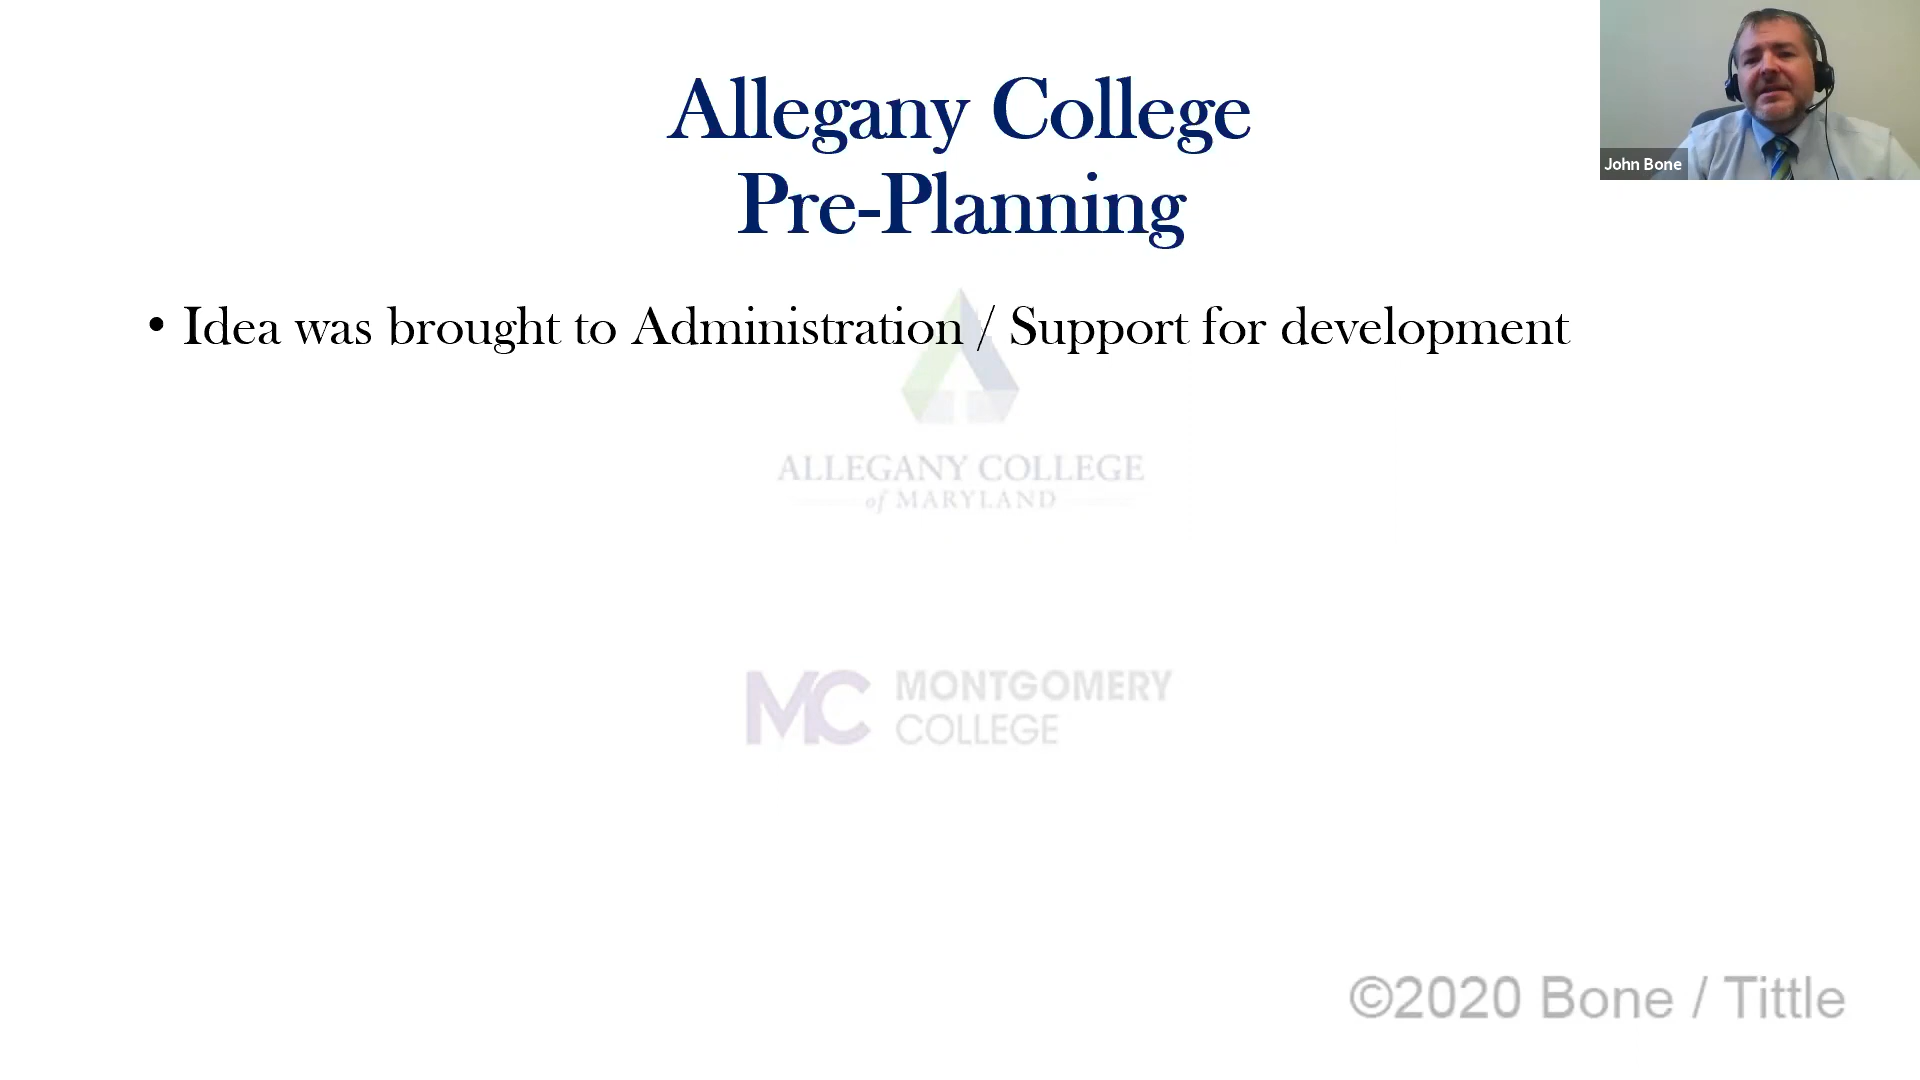 Allegany College
Pre-Planning
John Bone
• Idea was brought to Administration / Support for development
ALLEGANY COLLEGE
of MARYLAND
MC MONTGOMERY
COLLEGE
©2020 Bone / Tittle